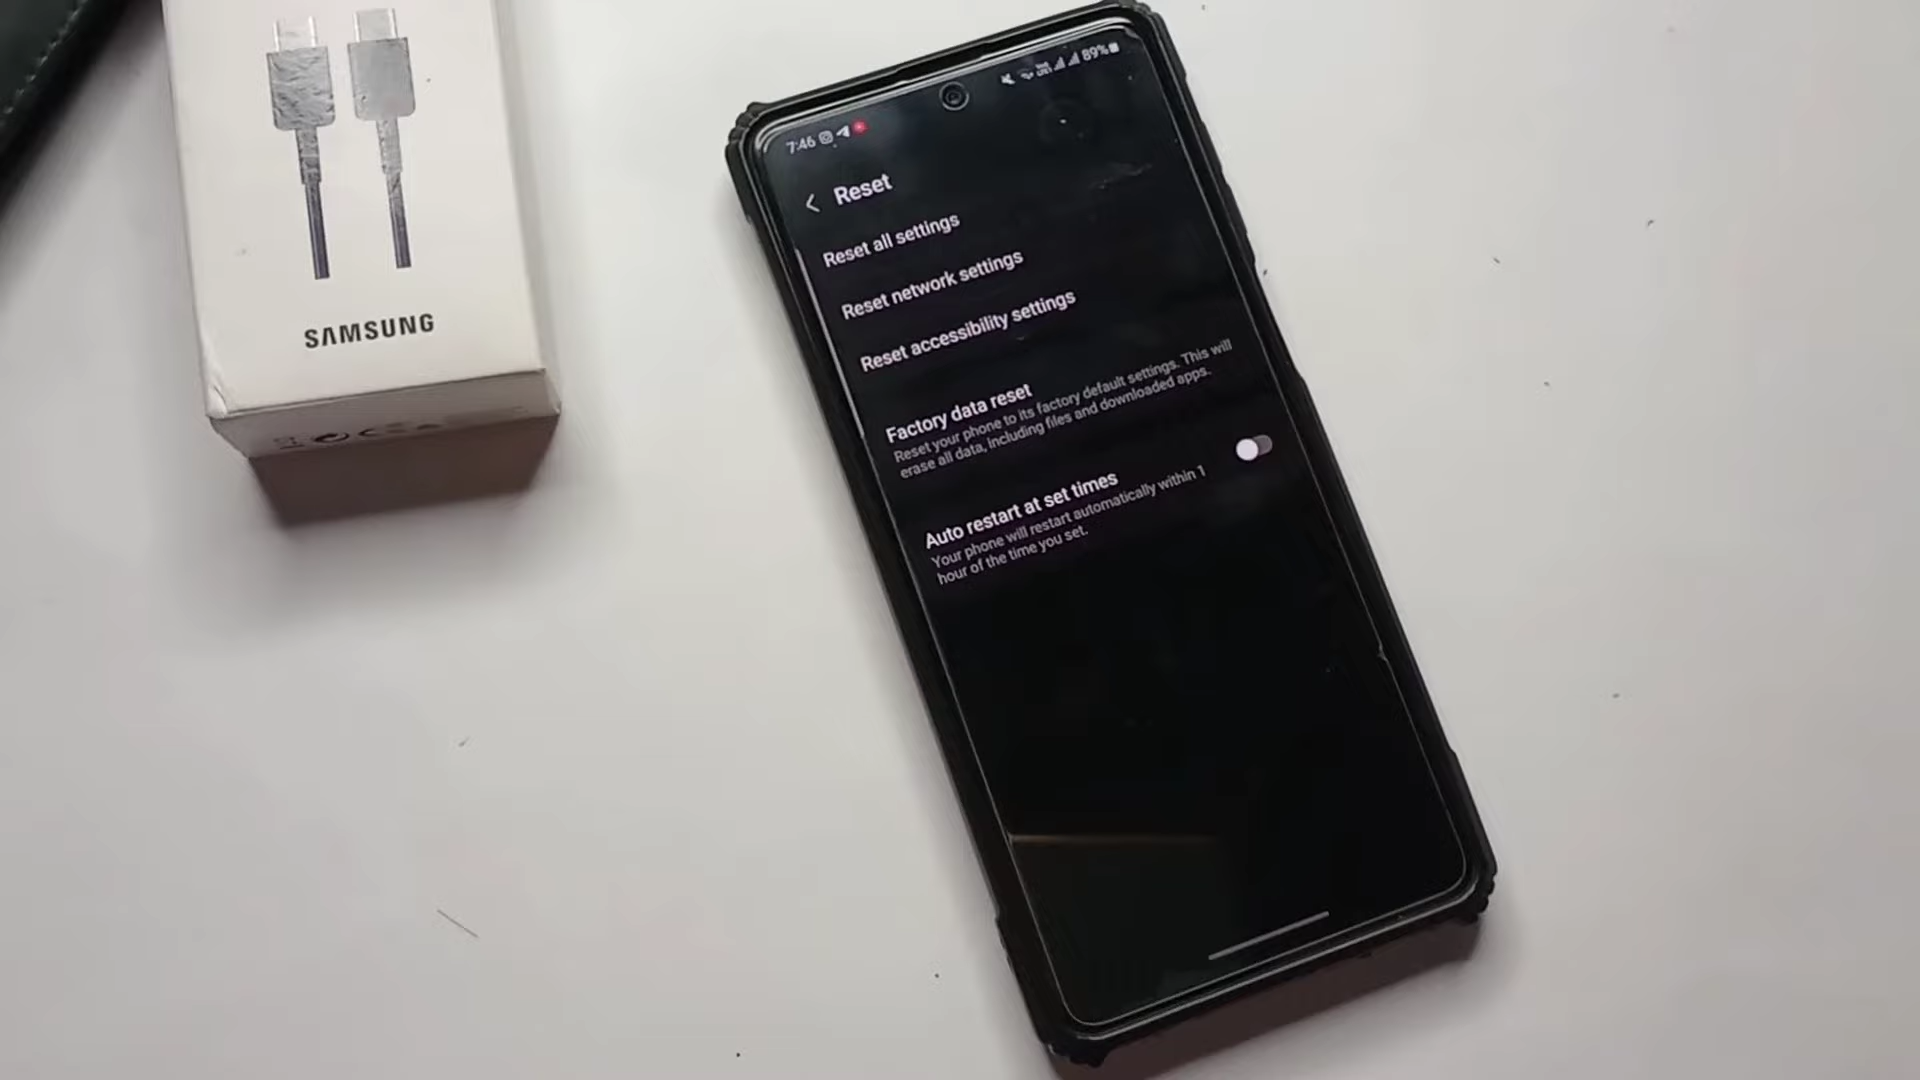 SAMSUNG
7:46
89%
Reset
Reset all settings
Reset network settings
Reset accessibility settings
Factory data reset
Reset your phone to its factory default settings. This will
erase all data, including files and downloaded apps.
Auto restart at set times
Your phone will restart automatically within 1
hour of the time you set.